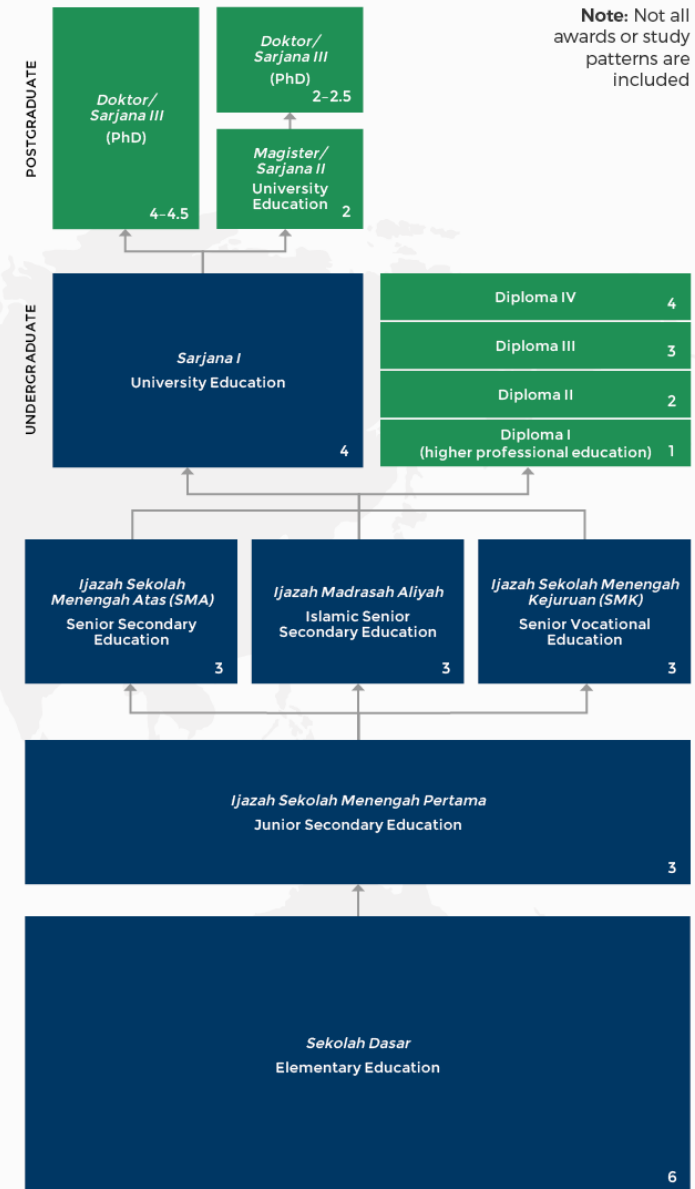 Note: Not all
awards or study
patterns are
included
POSTGRADUATE
Doktor/
Sarjana III
(PhD)
4–4.5
Doktor/
Sarjana III
(PhD)
2–2.5
Magister/
Sarjana II
University
Education
2
UNDERGRADUATE
Sarjana I
University Education
4
Diploma IV
4
Diploma III
3
Diploma II
2
Diploma I
(higher professional education)
1
Ijazah Sekolah
Menengah Atas (SMA)
Senior Secondary
Education
3
Ijazah Madrasah Aliyah
Islamic Senior
Secondary Education
3
Ijazah Sekolah Menengah
Kejuruan (SMK)
Senior Vocational
Education
3
Ijazah Sekolah Menengah Pertama
Junior Secondary Education
3
Sekolah Dasar
Elementary Education
6